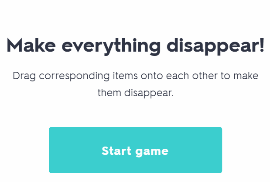 Make everything disappear!
Drag corresponding items onto each other to make
them disappear.
Start game